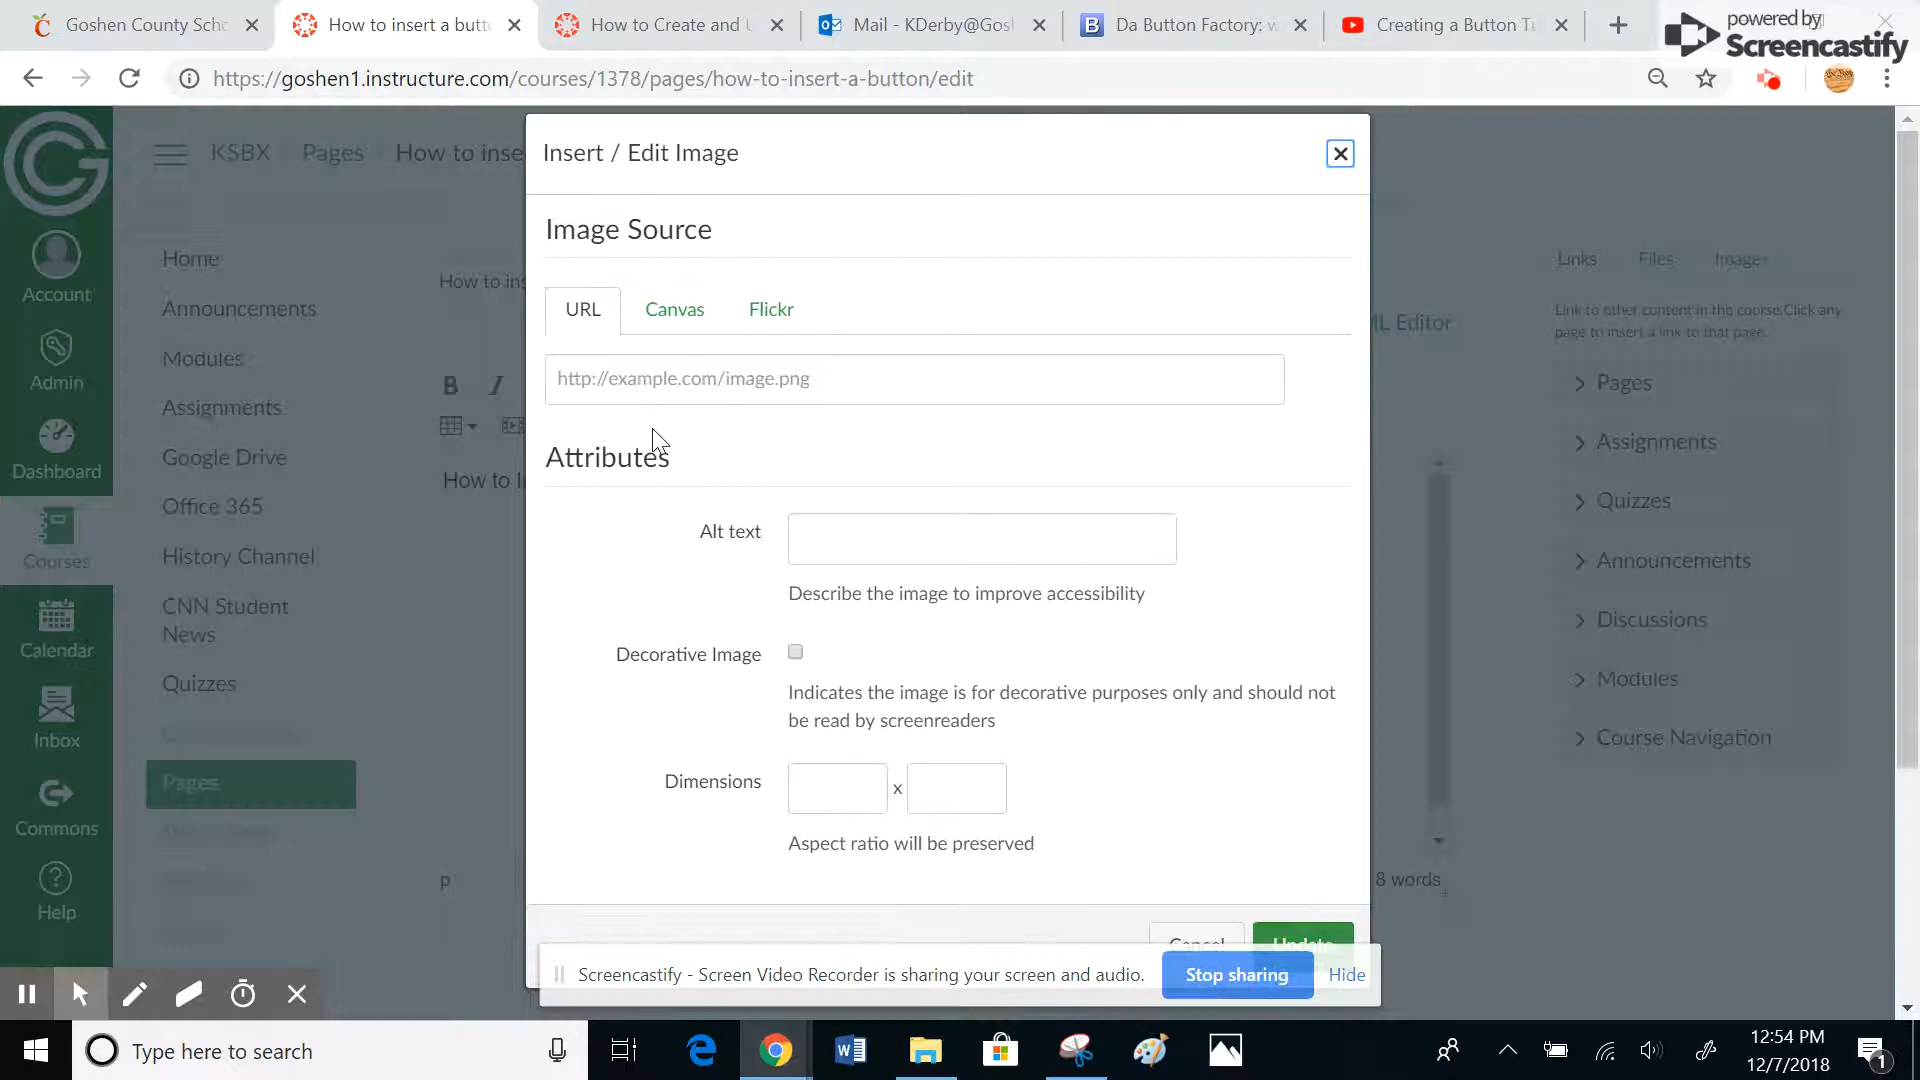 Goshen County Scho
How to insert a butto
How to Create and U
Mail - KDerby@Gosh
Da Button Factory: w
Creating a Button Tu
powered by
Screencastify
https://goshen1.instructure.com/courses/1378/pages/how-to-insert-a-button/edit
KSBX
Pages
How to inse
Insert / Edit Image
Image Source
URL
Canvas
Flickr
http://example.com/image.png
Attributes
Alt text
Describe the image to improve accessibility
Decorative Image
Indicates the image is for decorative purposes only and should not
be read by screenreaders
Dimensions
x
Aspect ratio will be preserved
Cancel
Update
Account
Admin
Dashboard
Courses
Calendar
Inbox
Commons
Help
Home
Announcements
Modules
Assignments
Google Drive
Office 365
History Channel
CNN Student
News
Quizzes
Pages
How to ins
B I
How to I
p
ML Editor
8 words
Links
Files
Images
Link to other content in the course.Click any
page to insert a link to that page.
Pages
Assignments
Quizzes
Announcements
Discussions
Modules
Course Navigation
Screencastify - Screen Video Recorder is sharing your screen and audio.
Stop sharing
Hide
Type here to search
12:54 PM
12/7/2018
1